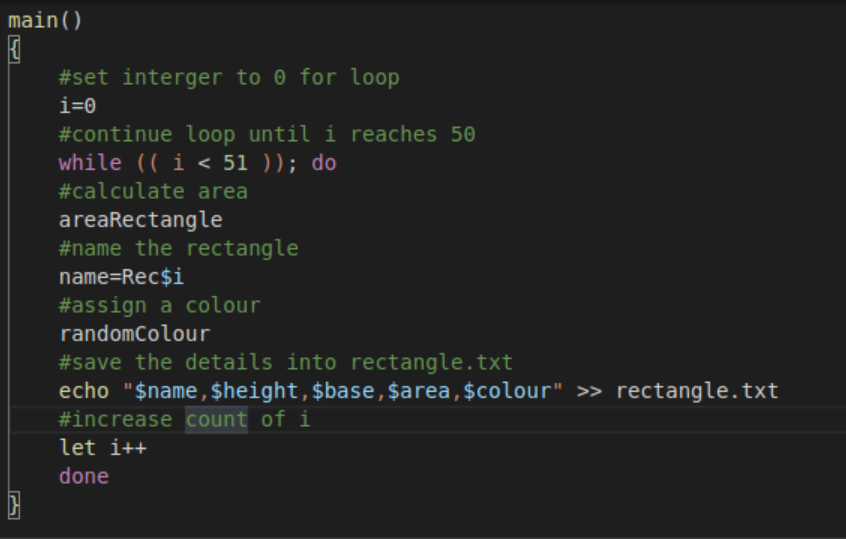 main()
{
#set interger to 0 for loop
i=0
#continue loop until i reaches 50
while (( i < 51 )); do
#calculate area
areaRectangle
#name the rectangle
name=Rec$i
#assign a colour
randomColour
#save the details into rectangle.txt
echo "$name,$height,$base,$area,$colour" >> rectangle.txt
#increase count of i
let i++
done
}